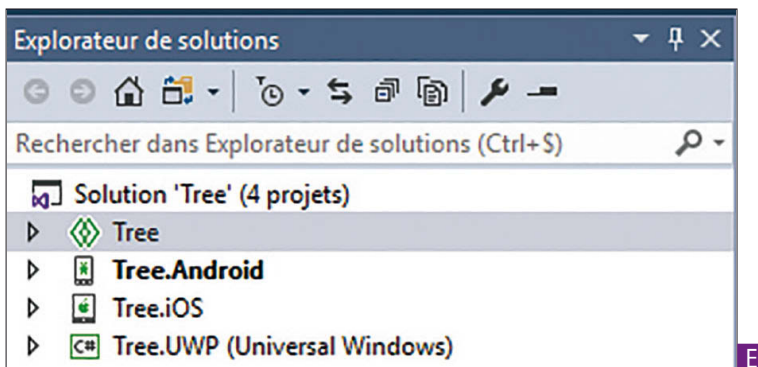 Explorateur de solutions
Rechercher dans Explorateur de solutions (Ctrl+$)
Solution 'Tree' (4 projets)
Tree
Tree.Android
Tree.iOS
C# Tree.UWP (Universal Windows)
E